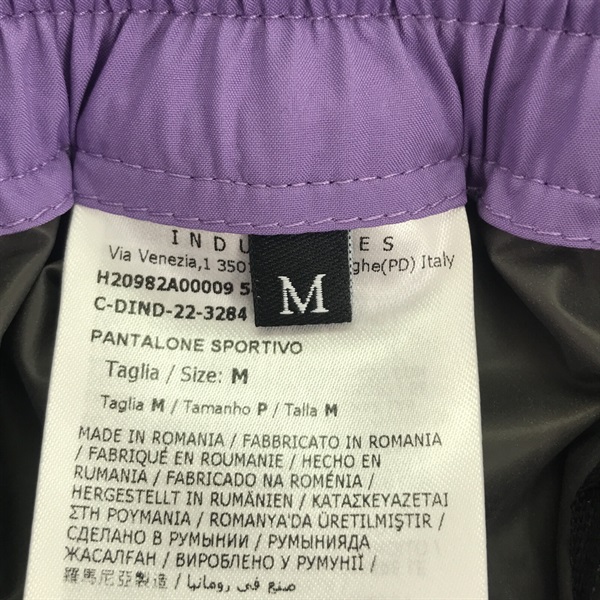 INDU ES
Via Venezia,1 350 ghe(PD) Italy
H20982A00009 5
C-DIND-22-3284
M
PANTALONE SPORTIVO
Taglia / Size: M
Taglia M / Tamanho P / Talla M
MADE IN ROMANIA / FABBRICATO IN ROMANIA
/ FABRIQUÉ EN ROUMANIE / HECHO EN
RUMANIA / FABRICADO NA ROMÉNIA /
HERGESTELLT IN RUMÄNIEN / ΚΑΤΑΣΚΕΥΑΖΕΤΑΙ
ΣΤΗ ΡΟΥΜΑΝΙΑ / ROMANYA'DA ÜRETILMIŞTIR /
СДЕЛАНО В РУМЫНИИ / РУМЫНИЯДА
ЖАСАЛҒАН / ВИРОБЛЕНО У РУМУНІЇ /
羅馬尼亞製造 / صنع في رومانيا